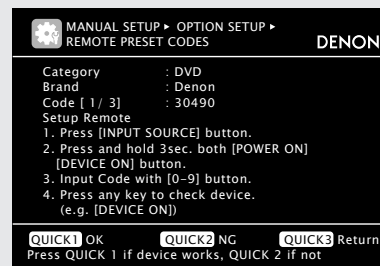 MANUAL SETUP▸ OPTION SETUP▸
REMOTE PRESET CODES
DENON
Category : DVD
Brand : Denon
Code [ 1/ 3] : 30490
Setup Remote
1. Press [INPUT SOURCE] button.
2. Press and hold 3sec. both [POWER ON]
[DEVICE ON] button.
3. Input Code with [0–9] button.
4. Press any key to check device.
(e.g. [DEVICE ON])
QUICK1 OK QUICK2 NG QUICK3 Return
Press QUICK 1 if device works, QUICK 2 if not